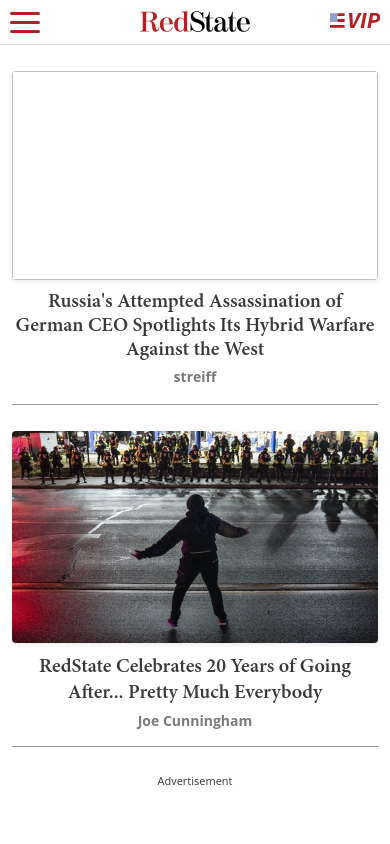 RedState
VIP
Russia's Attempted Assassination of
German CEO Spotlights Its Hybrid Warfare
Against the West
streiff
RedState Celebrates 20 Years of Going
After... Pretty Much Everybody
Joe Cunningham
Advertisement